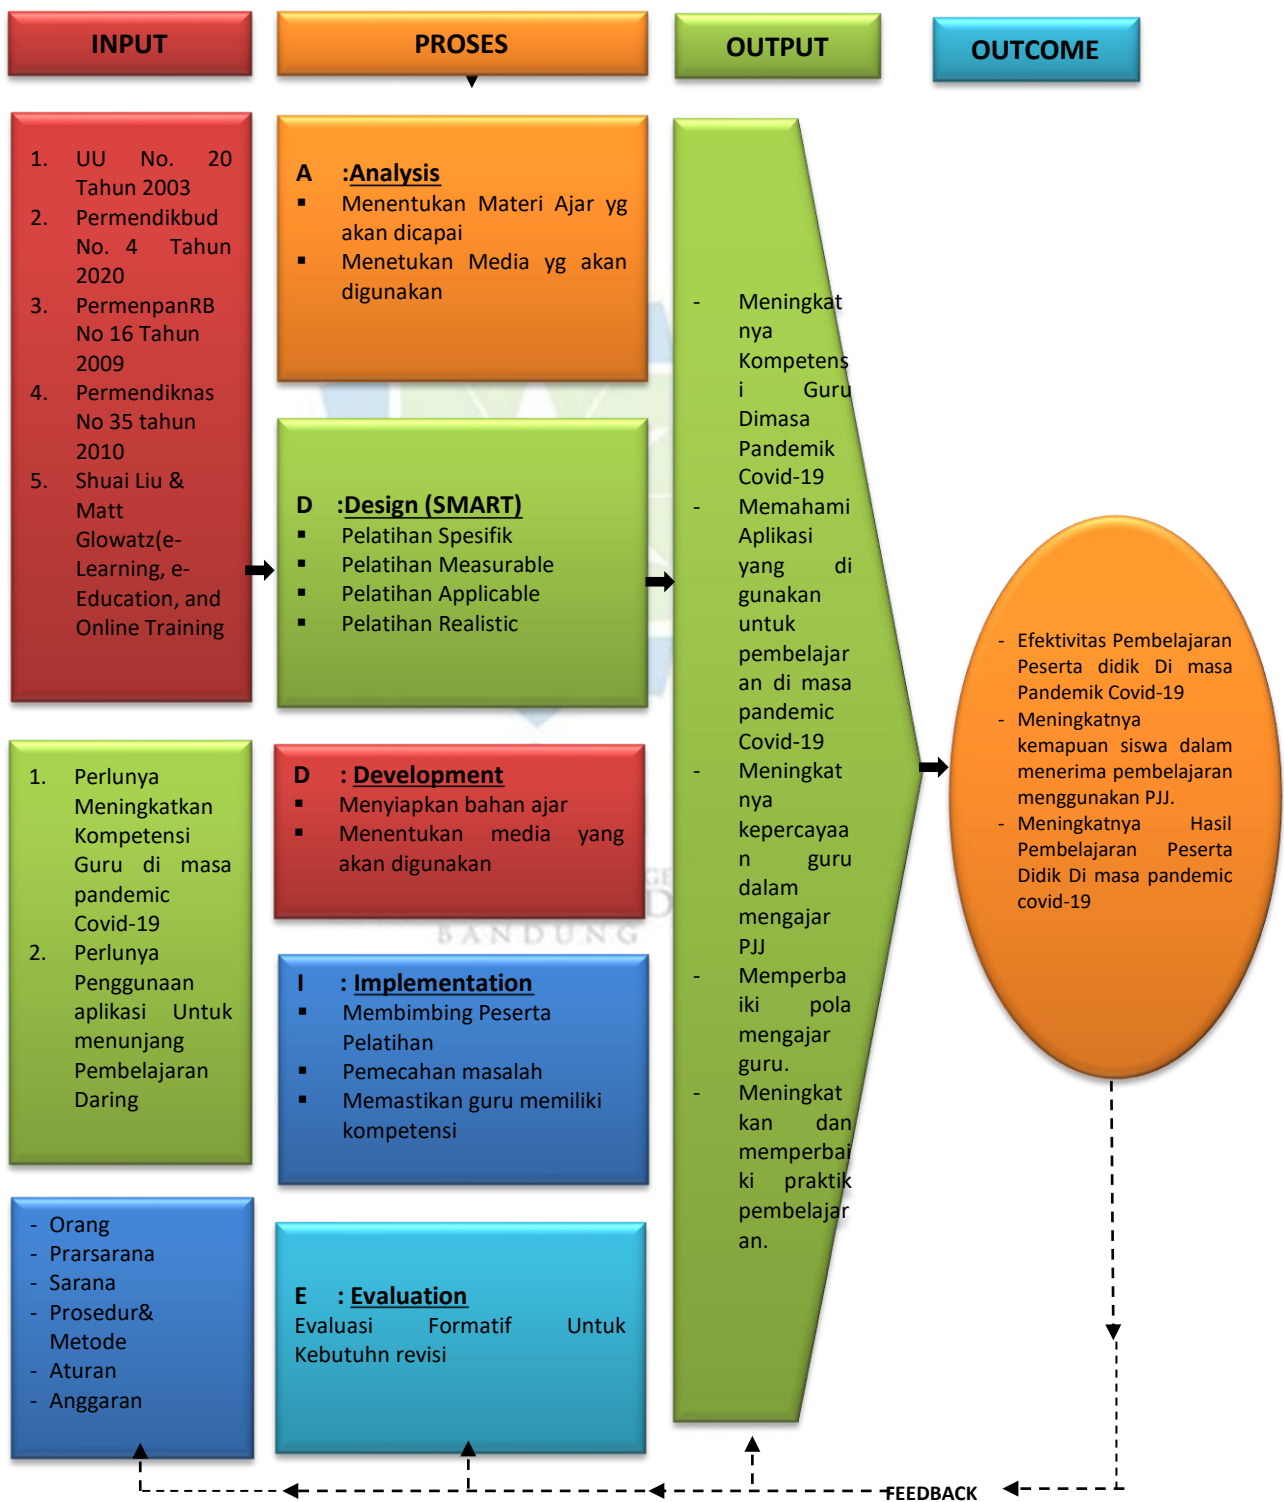 INPUT
PROSES
OUTPUT
OUTCOME
1. UU No. 20
Tahun 2003
2. Permendikbud
No. 4 Tahun
2020
3. PermenpanRB
No 16 Tahun
2009
4. Permendiknas
No 35 tahun
2010
5. Shuai Liu &
Matt
Glowatz(e-
Learning, e-
Education, and
Online Training
1. Perlunya
Meningkatkan
Kompetensi
Guru di masa
pandemic
Covid-19
2. Perlunya
Penggunaan
aplikasi Untuk
menunjang
Pembelajaran
Daring
- Orang
- Prarsarana
- Sarana
- Prosedur&
Metode
- Aturan
- Anggaran
A :Analysis
▪ Menentukan Materi Ajar yg
akan dicapai
▪ Menetukan Media yg akan
digunakan
D :Design (SMART)
▪ Pelatihan Spesifik
▪ Pelatihan Measurable
▪ Pelatihan Applicable
▪ Pelatihan Realistic
D : Development
▪ Menyiapkan bahan ajar
▪ Menentukan media yang
akan digunakan
BANDUNG
I : Implementation
▪ Membimbing Peserta
Pelatihan
▪ Pemecahan masalah
▪ Memastikan guru memiliki
kompetensi
E : Evaluation
Evaluasi Formatif Untuk
Kebutuhn revisi
- Meningkat
nya
Kompetens
i Guru
Dimasa
Pandemik
Covid-19
- Memahami
Aplikasi
yang di
gunakan
untuk
pembelajar
an di masa
pandemic
Covid-19
- Meningkat
nya
kepercayaa
n guru
dalam
mengajar
PJJ
- Memperba
iki pola
mengajar
guru.
- Meningkat
kan dan
memperbai
ki praktik
pembelajar
an.
- Efektivitas Pembelajaran
Peserta didik Di masa
Pandemik Covid-19
- Meningkatnya
kemapuan siswa dalam
menerima pembelajaran
menggunakan PJJ.
- Meningkatnya Hasil
Pembelajaran Peserta
Didik Di masa pandemic
covid-19
FEEDBACK